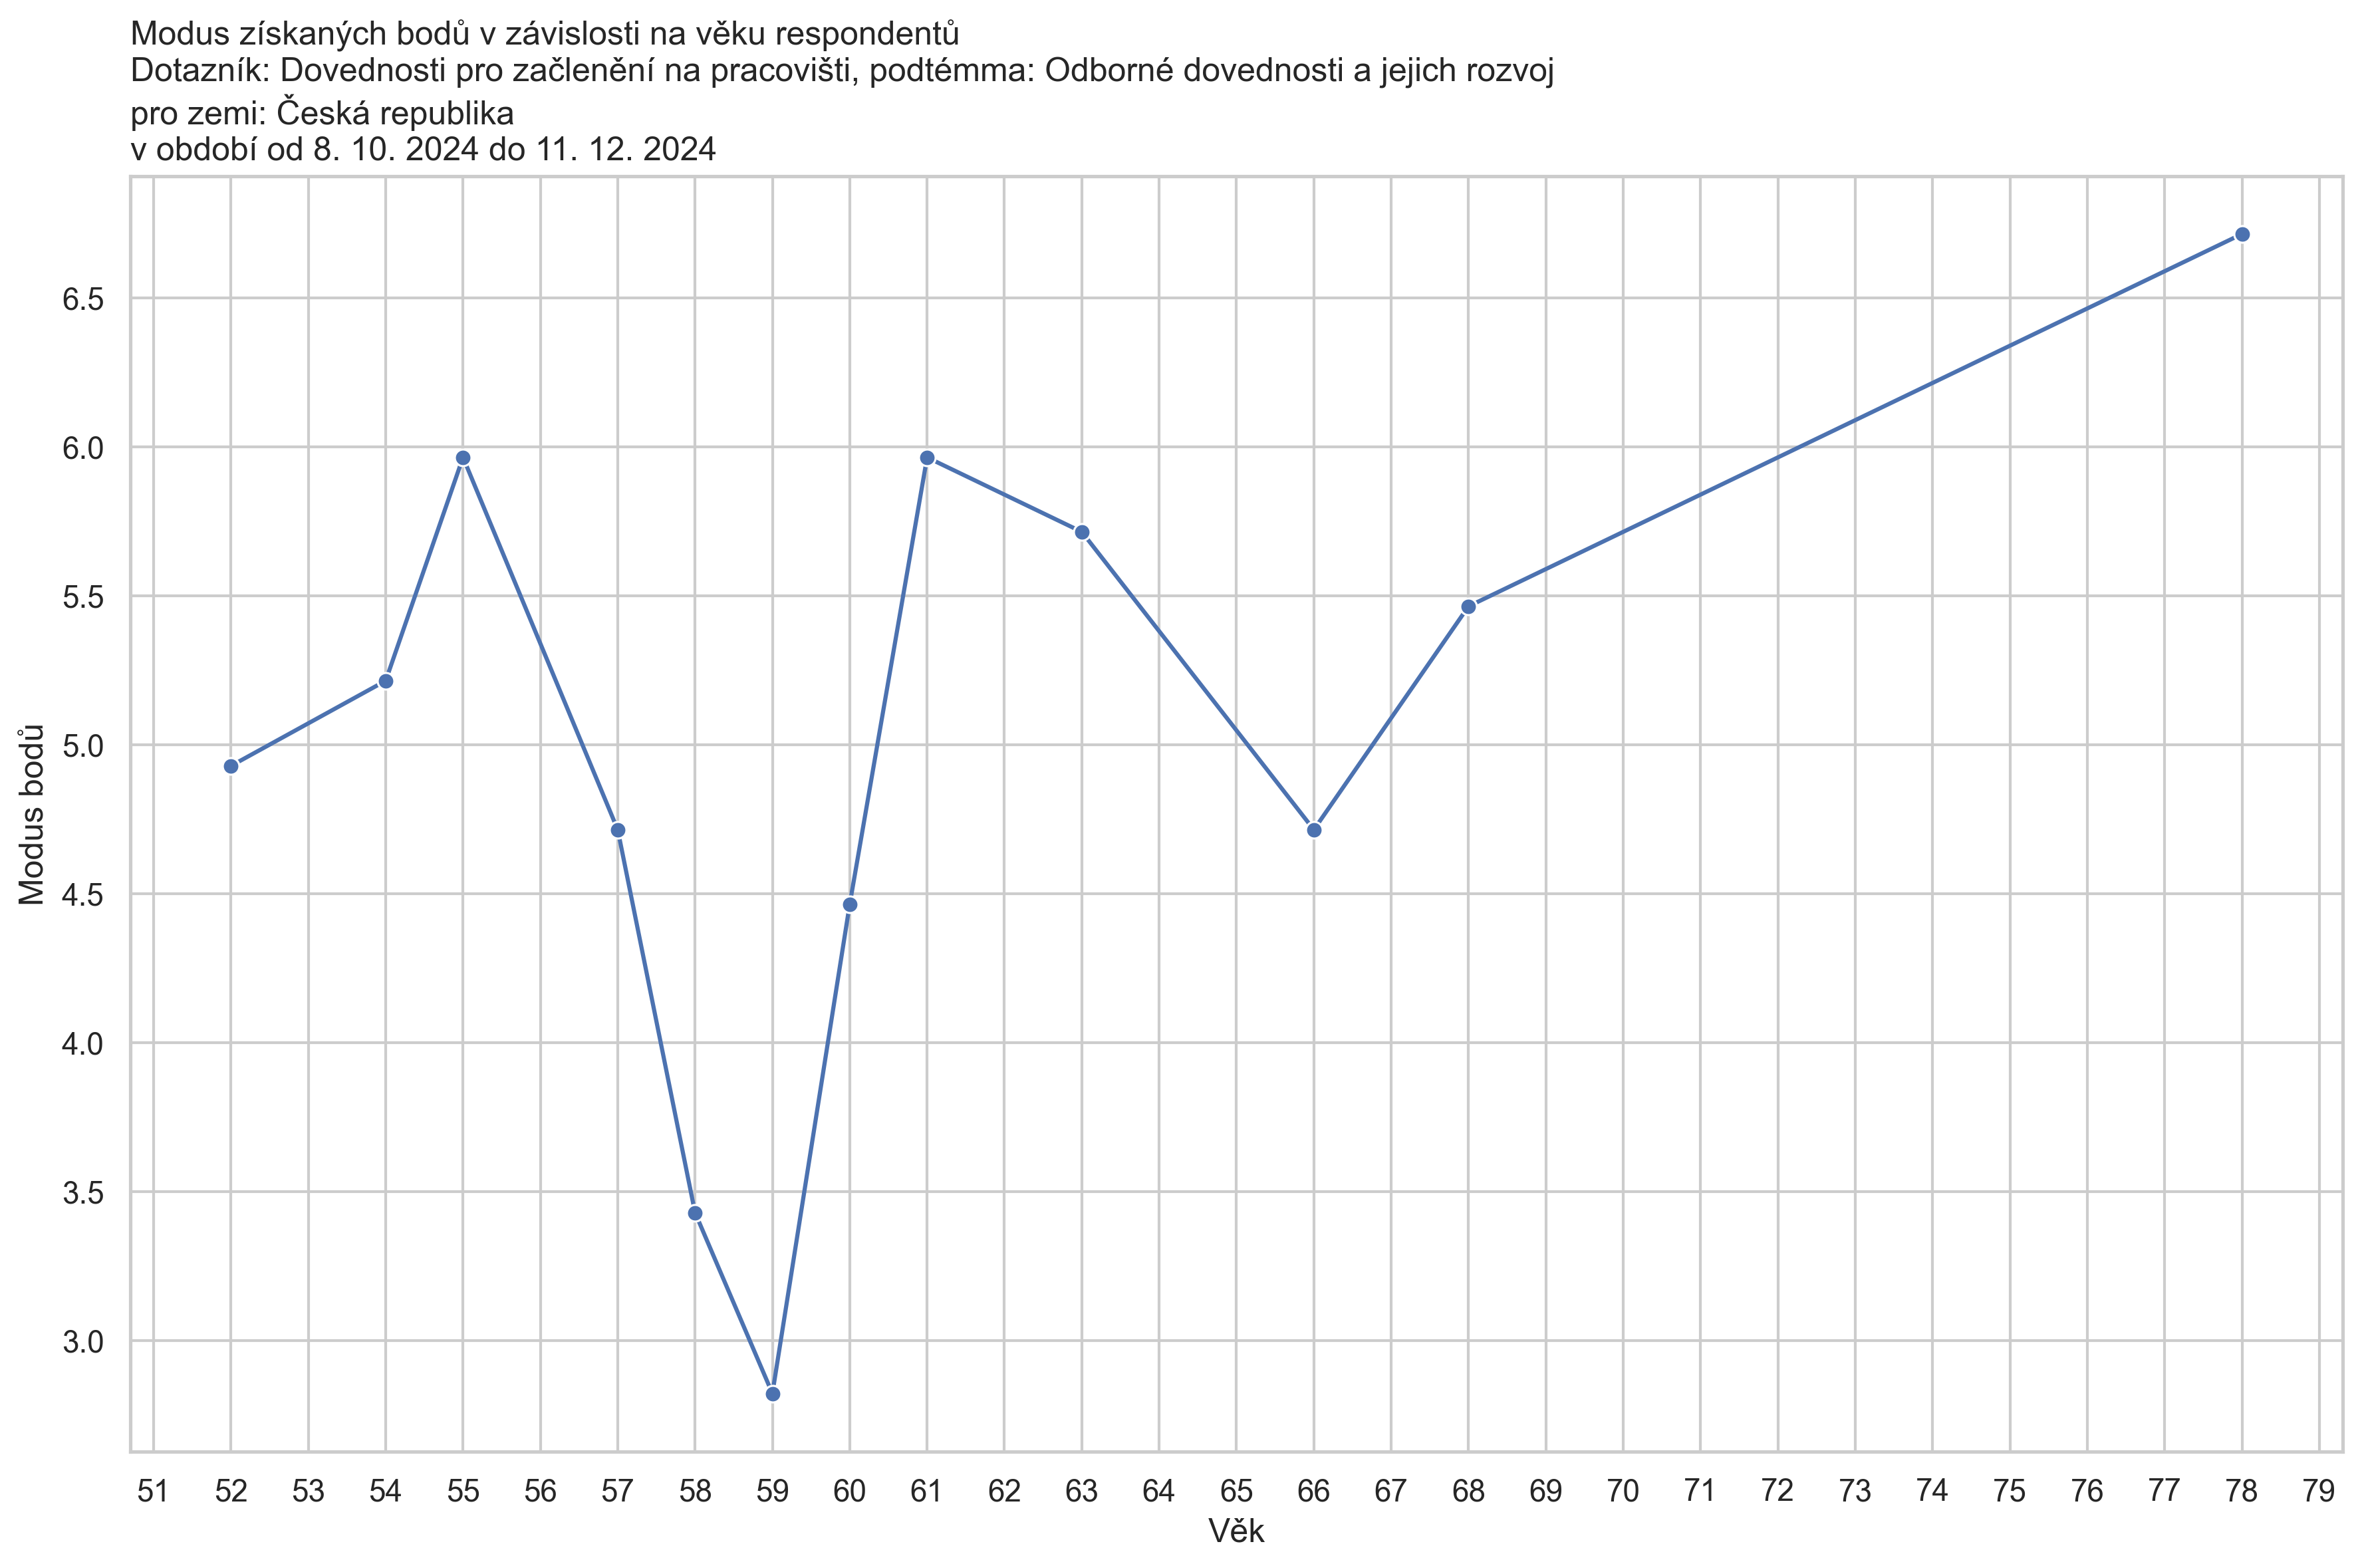 Modus získaných bodů v závislosti na věku respondentů
Dotazník: Dovednosti pro začlenění na pracovišti, podtémma: Odborné dovednosti a jejich rozvoj
pro zemi: Česká republika
v období od 8. 10. 2024 do 11. 12. 2024
6.5
6.0
5.5
5.0
4.5
4.0
3.5
3.0
Modus bodů
51 52 53 54 55 56 57 58 59 60 61 62 63 64 65 66 67 68 69 70 71 72 73 74 75 76 77 78 79
Věk